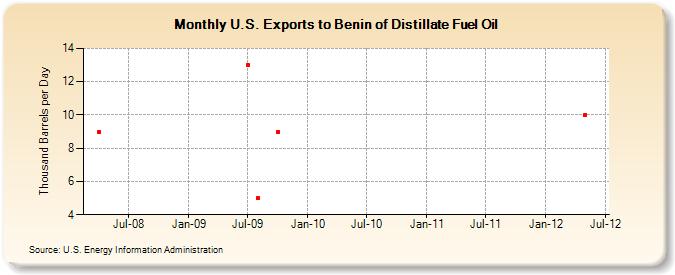 Monthly U.S. Exports to Benin of Distillate Fuel Oil
Thousand Barrels per Day
14
12
10
8
6
4
Jul-08 Jan-09 Jul-09 Jan-10 Jul-10 Jan-11 Jul-11 Jan-12 Jul-12
Source: U.S. Energy Information Administration